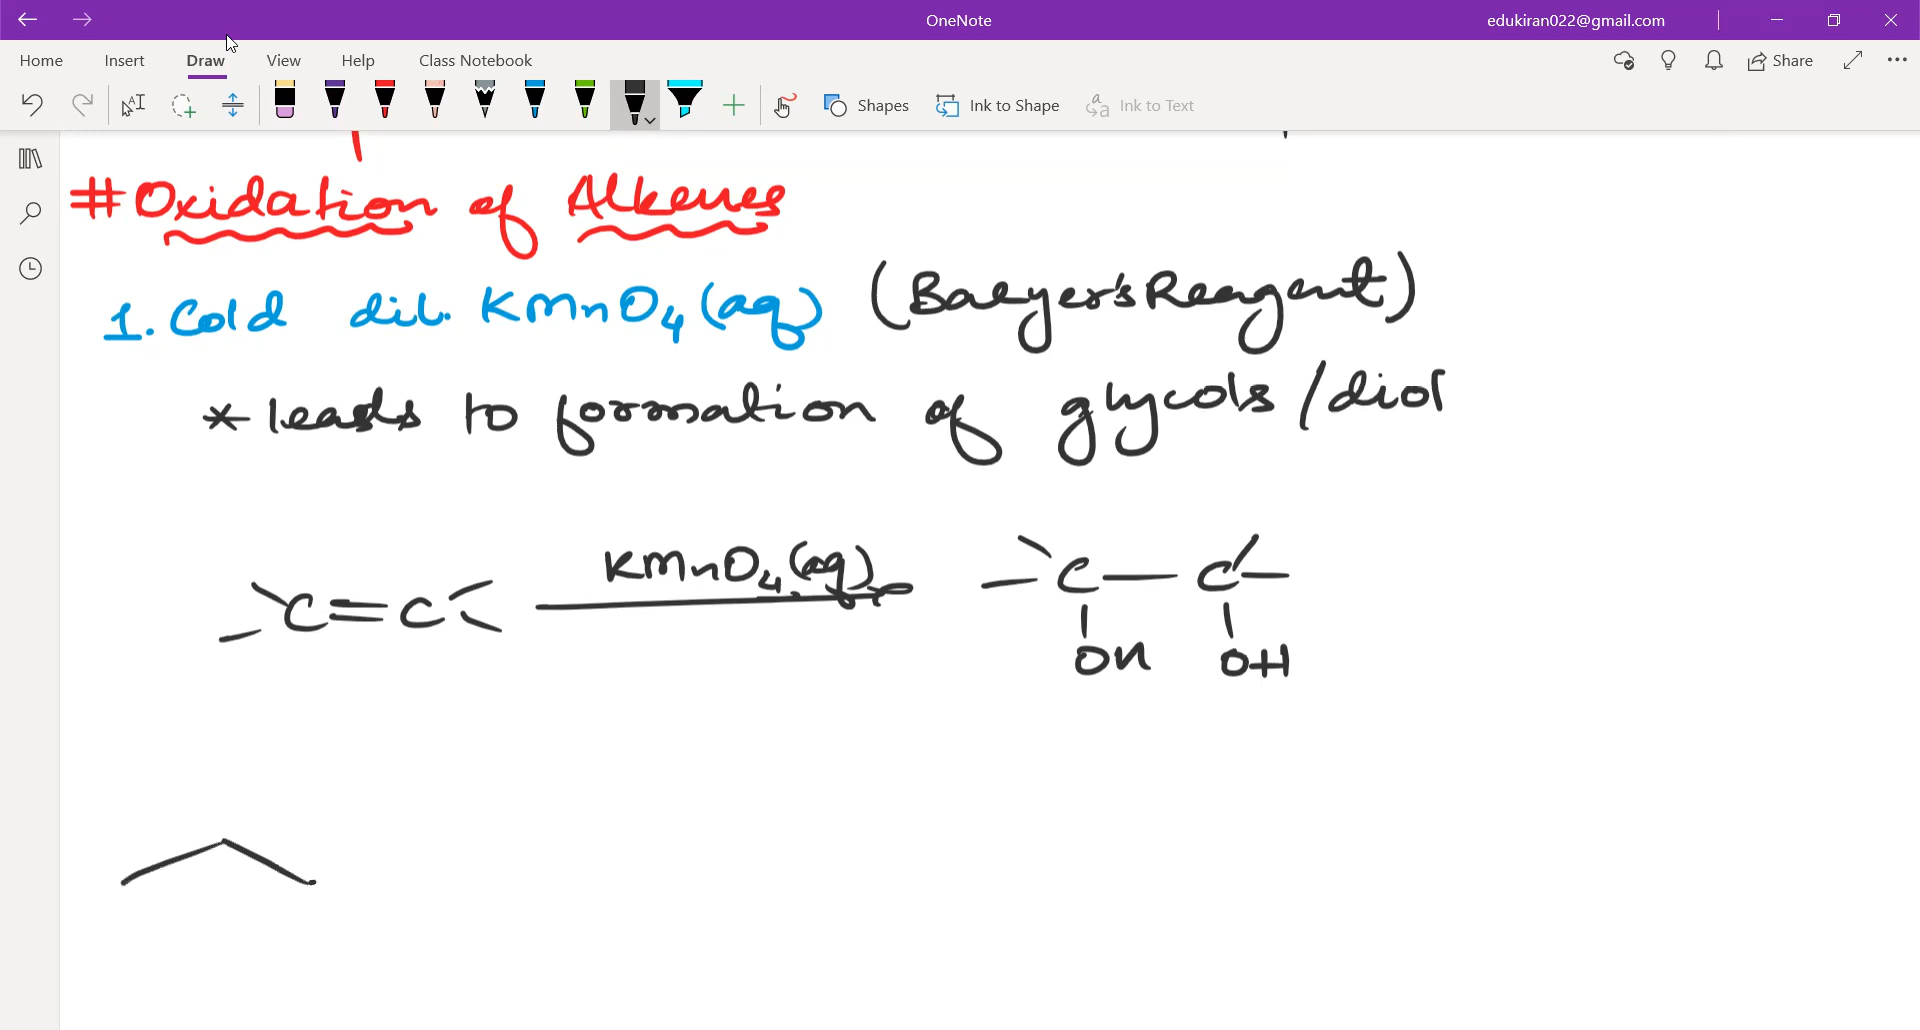 OneNote
edukiran022@gmail.com
Home Insert Draw View Help Class Notebook Share
Shapes Ink to Shape Ink to Text
# Oxidation of Alkenes
1. Cold dil. KMnO4 (aq) (Baeyer's Reagent)
* leads to formation of glycols / diol
KMnO4 (aq)
C=C C—C
OH OH